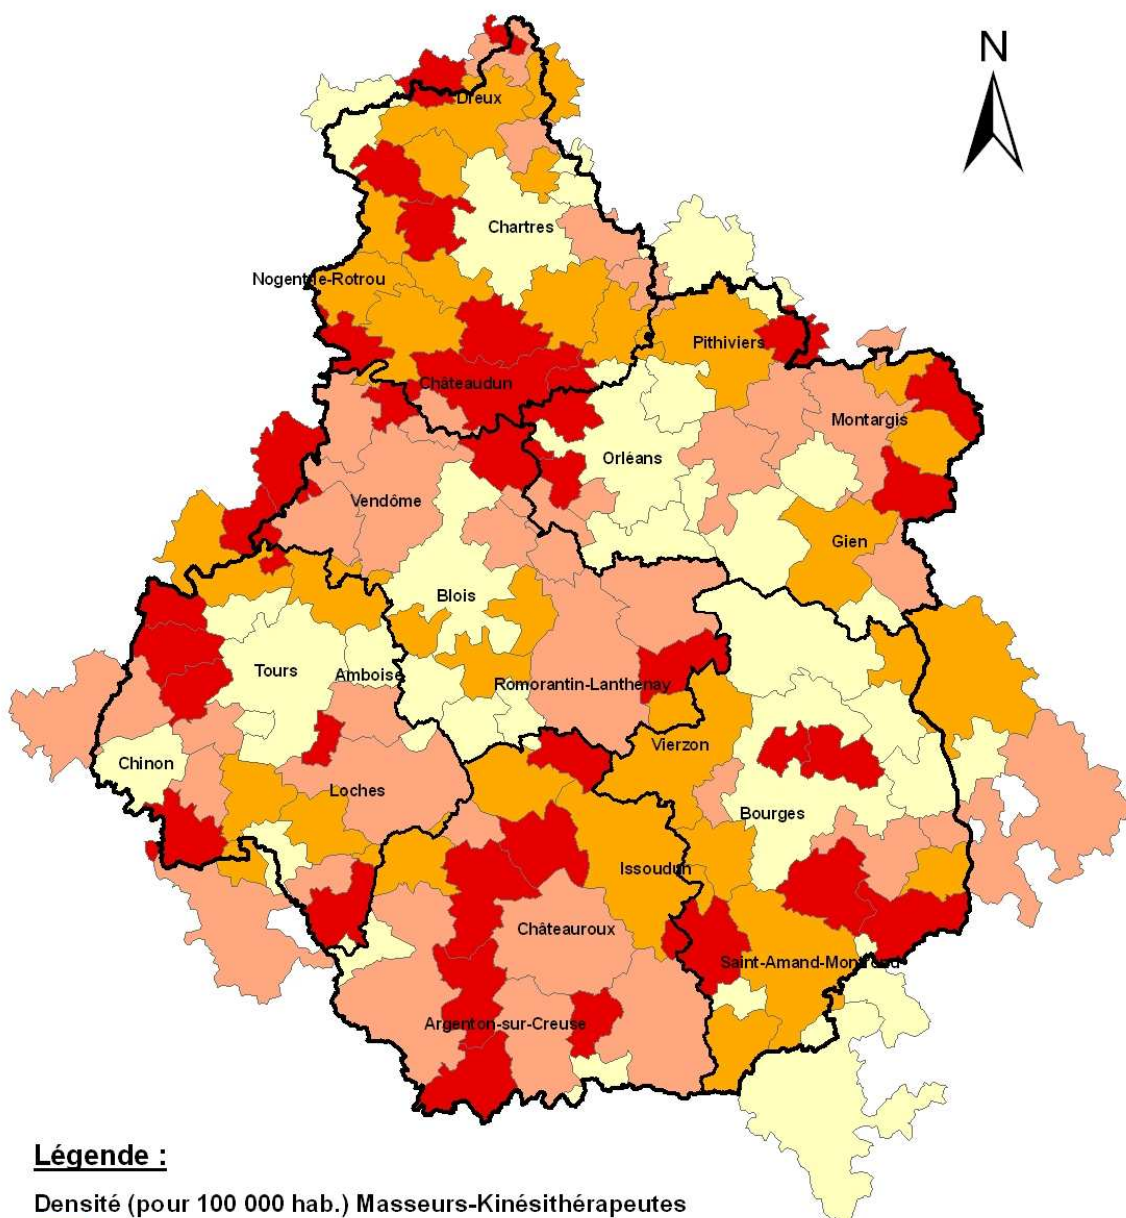 N
Dreux
Chartres
Nogent-le-Rotrou
Pithiviers
Châteaudun
Montargis
Orléans
Vendôme
Gien
Blois
Tours
Amboise
Romorantin-Lanthenay
Vierzon
Chinon
Loches
Bourges
Issoudun
Châteauroux
Saint-Amand-Montrond
Argenton-sur-Creuse
Légende :
Densité (pour 100 000 hab.) Masseurs-Kinésithérapeutes